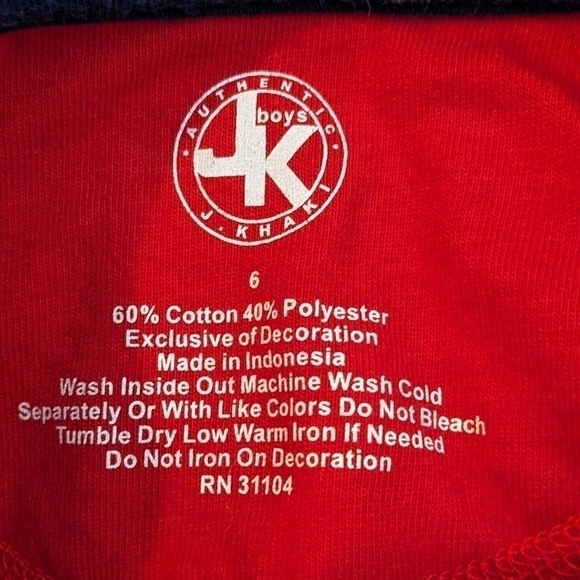 AUTHENTIC
boys
JK
J. KHAKI
6
60% Cotton 40% Polyester
Exclusive of Decoration
Made in Indonesia
Wash Inside Out Machine Wash Cold
Separately Or With Like Colors Do Not Bleach
Tumble Dry Low Warm Iron If Needed
Do Not Iron On Decoration
RN 31104